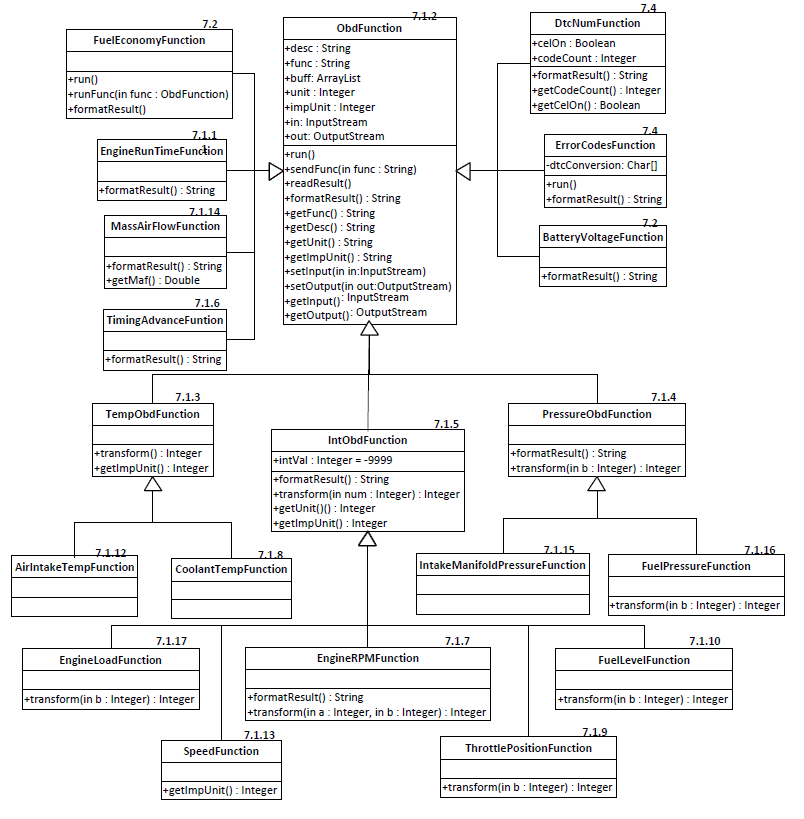 7.2
FuelEconomyFunction
+run()
+runFunc(in func : ObdFunction)
+formatResult()
7.1.1
1
EngineRunTimeFunction
+formatResult() : String
7.1.14
MassAirFlowFunction
+formatResult() : String
+getMaf() : Double
7.1.6
TimingAdvanceFuntion
+formatResult() : String
7.1.2
ObdFunction
+desc : String
+func : String
+buff: ArrayList
+unit : Integer
+impUnit : Integer
+in: InputStream
+out: OutputStream
+run()
+sendFunc(in func : String)
+readResult()
+formatResult() : String
+getFunc() : String
+getDesc() : String
+getUnit() : String
+getImpUnit() : String
+setInput(in in:InputStream)
+setOutput(in out:OutputStream)
+getInput() : InputStream
+getOutput() : OutputStream
7.4
DtcNumFunction
+celOn : Boolean
+codeCount : Integer
+formatResult() : String
+getCodeCount() : Integer
+getCelOn() : Boolean
7.4
ErrorCodesFunction
-dtcConversion: Char[]
+run()
+formatResult() : String
7.2
BatteryVoltageFunction
+formatResult() : String
7.1.3
TempObdFunction
+transform() : Integer
+getImpUnit() : Integer
7.1.5
IntObdFunction
+intVal : Integer = -9999
+formatResult() : String
+transform(in num : Integer) : Integer
+getUnit()() : Integer
+getImpUnit() : Integer
7.1.4
PressureObdFunction
+formatResult() : String
+transform(in b : Integer) : Integer
7.1.12
AirIntakeTempFunction
7.1.8
CoolantTempFunction
7.1.15
IntakeManifoldPressureFunction
7.1.16
FuelPressureFunction
+transform(in b : Integer) : Integer
7.1.17
EngineLoadFunction
+transform(in b : Integer) : Integer
7.1.7
EngineRPMFunction
+formatResult() : String
+transform(in a : Integer, in b : Integer) : Integer
7.1.10
FuelLevelFunction
+transform(in b : Integer) : Integer
7.1.13
SpeedFunction
+getImpUnit() : Integer
7.1.9
ThrottlePositionFunction
+transform(in b : Integer) : Integer